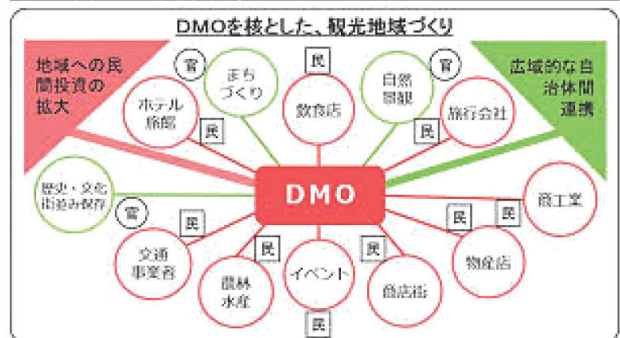 DMOを核とした、観光地域づくり
地域への民
間投資の
拡大
官
まち
づくり
民
飲食店
自然
景観
官
広域的な自
治体間
連携
ホテル
旅館
民
民
旅行会社
DMO
歴史・文化
街並み保存
官
民
交通
事業者
民
農林
水産
イベント
民
民
商店街
民
物産店
民
商工業